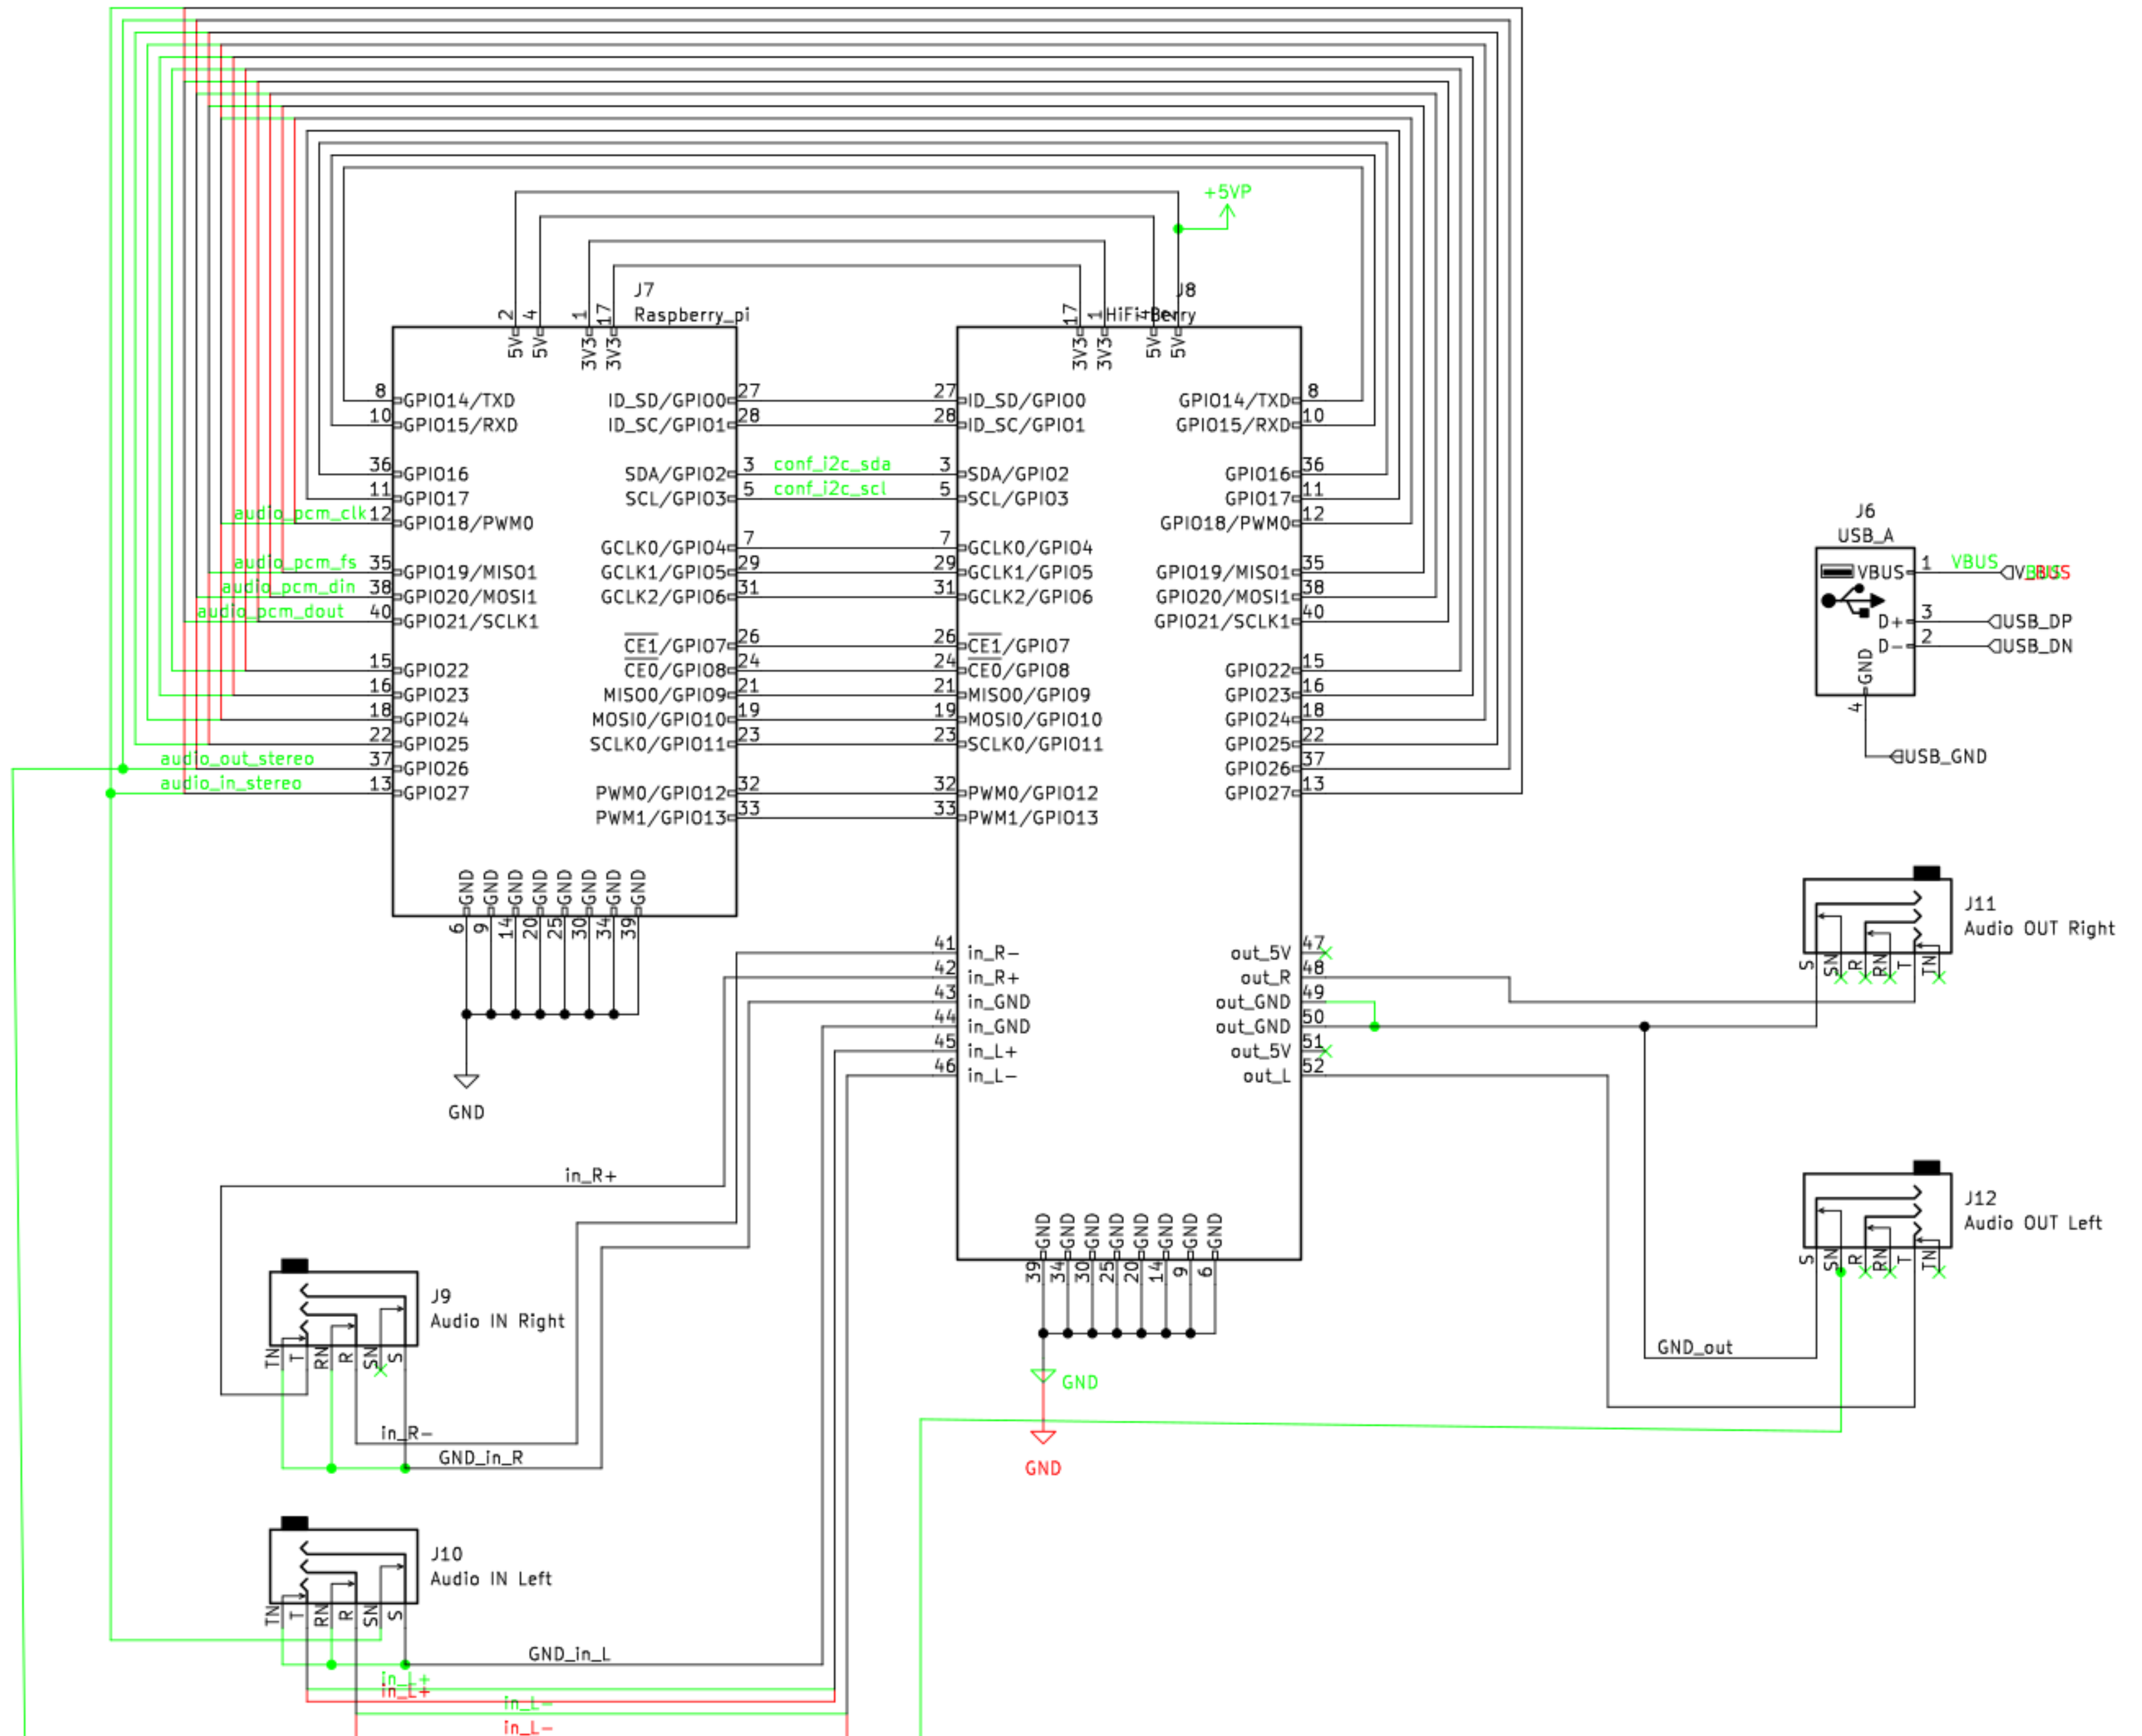 +5VP
J7
Raspberry_pi
J8
HiFi-Berry
2 4 1 17
17 1 4 2
5V 5V 3V3 3V3
3V3 3V3 5V 5V
8 GPIO14/TXD ID_SD/GPIO0 27 27 ID_SD/GPIO0 GPIO14/TXD 8
10 GPIO15/RXD ID_SC/GPIO1 28 28 ID_SC/GPIO1 GPIO15/RXD 10
36 GPIO16 SDA/GPIO2 3 conf_i2c_sda 3 SDA/GPIO2 GPIO16 36
11 GPIO17 SCL/GPIO3 5 conf_i2c_scl 5 SCL/GPIO3 GPIO17 11
audio_pcm_clk 12 GPIO18/PWM0 GPIO18/PWM0 12
GCLK0/GPIO4 7 7 GCLK0/GPIO4
audio_pcm_fs 35 GPIO19/MISO1 GCLK1/GPIO5 29 29 GCLK1/GPIO5 GPIO19/MISO1 35
audio_pcm_din 38 GPIO20/MOSI1 GCLK2/GPIO6 31 31 GCLK2/GPIO6 GPIO20/MOSI1 38
audio_pcm_dout 40 GPIO21/SCLK1 GPIO21/SCLK1 40
CE1/GPIO7 26 26 CE1/GPIO7
15 GPIO22 CE0/GPIO8 24 24 CE0/GPIO8 GPIO22 15
16 GPIO23 MISO0/GPIO9 21 21 MISO0/GPIO9 GPIO23 16
18 GPIO24 MOSI0/GPIO10 19 19 MOSI0/GPIO10 GPIO24 18
22 GPIO25 SCLK0/GPIO11 23 23 SCLK0/GPIO11 GPIO25 22
audio_out_stereo 37 GPIO26 GPIO26 37
audio_in_stereo 13 GPIO27 PWM0/GPIO12 32 32 PWM0/GPIO12 GPIO27 13
PWM1/GPIO13 33 33 PWM1/GPIO13
J6
USB_A
VBUS 1 VBUS
D+ 3 USB_DP
D- 2 USB_DN
GND
4
USB_GND
GND GND GND GND GND GND GND GND
6 9 14 20 25 30 34 39
GND
41 in_R- out_5V 47
42 in_R+ out_R 48
43 in_GND out_GND 49
44 in_GND out_GND 50
45 in_L+ out_5V 51
46 in_L- out_L 52
J11
Audio OUT Right
S SN R RN T TN
in_R+
J12
Audio OUT Left
S SN R RN T TN
GND GND GND GND GND GND GND GND
39 34 30 25 20 14 9 6
GND_out
GND
GND
J9
Audio IN Right
TN T RN R SN S
in_R-
GND_in_R
J10
Audio IN Left
TN T RN R SN S
GND_in_L
in_L+
in_L+
in_L-
in_L-